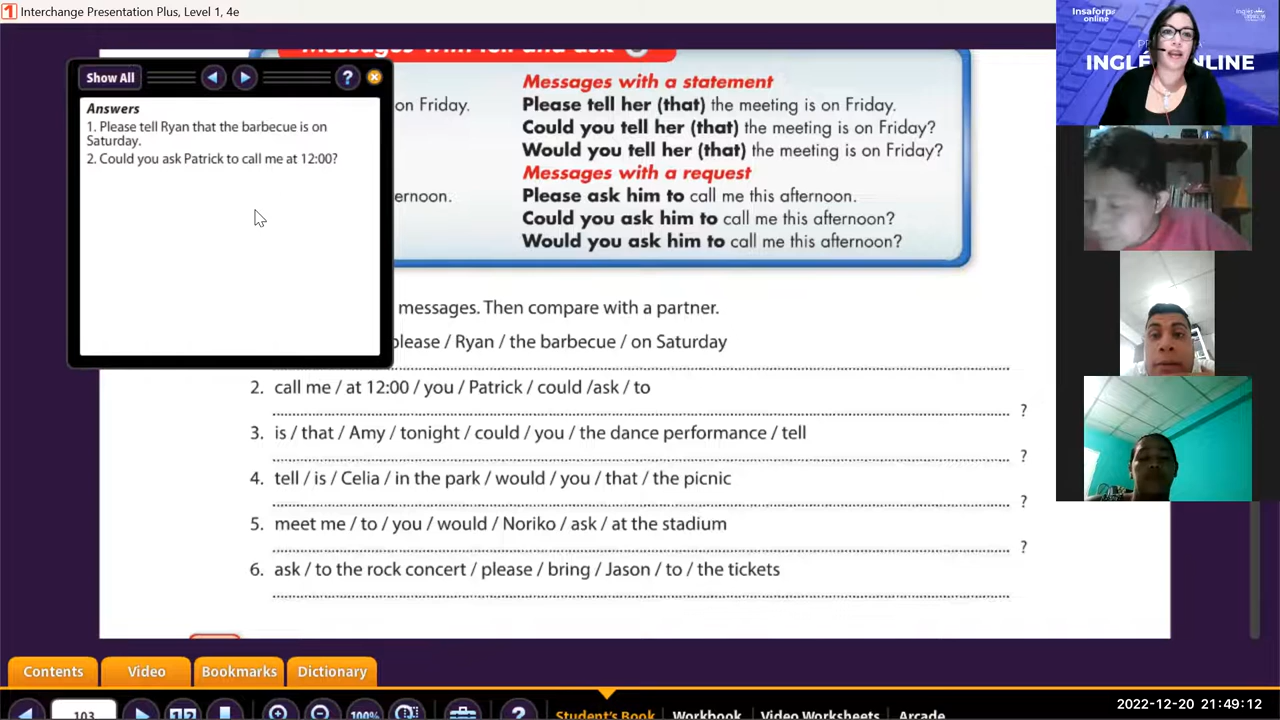 Interchange Presentation Plus, Level 1, 4e
Show All
?
Answers
1. Please tell Ryan that the barbecue is on
Saturday.
2. Could you ask Patrick to call me at 12:00?
Messages with tell and ask
on Friday.
ernoon.
Messages with a statement
Please tell her (that) the meeting is on Friday.
Could you tell her (that) the meeting is on Friday?
Would you tell her (that) the meeting is on Friday?
Messages with a request
Please ask him to call me this afternoon.
Could you ask him to call me this afternoon?
Would you ask him to call me this afternoon?
messages. Then compare with a partner.
please / Ryan / the barbecue / on Saturday
2. call me / at 12:00 / you / Patrick / could /ask / to
?
3. is / that / Amy / tonight / could / you / the dance performance / tell
?
4. tell / is / Celia / in the park / would / you / that / the picnic
?
5. meet me / to / you / would / Noriko / ask / at the stadium
?
6. ask / to the rock concert / please / bring / Jason / to / the tickets
Insaforp
online
INGLÉS ONLINE
Contents
Video
Bookmarks
Dictionary
103
100%
?
Student's Book
Workbook
Video Worksheets
Arcade
2022-12-20 21:49:12